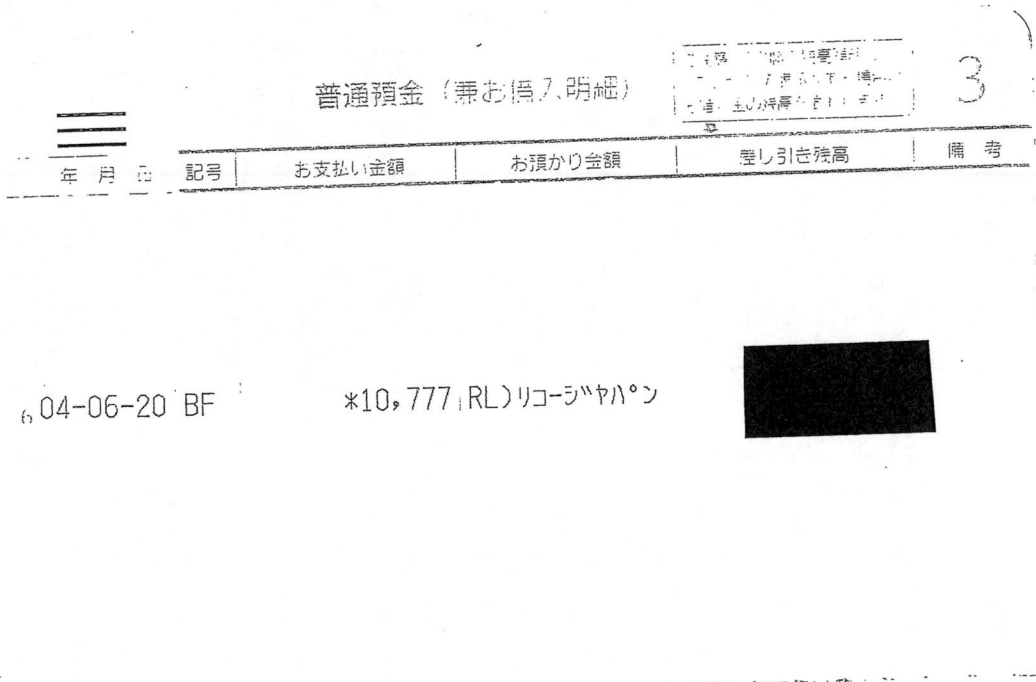 普通預金（兼お借入明細）
3
年 月 日 記号 お支払い金額 お預かり金額 差し引き残高 備 考
6 04-06-20 BF *10,777 RL)リコージヤパン